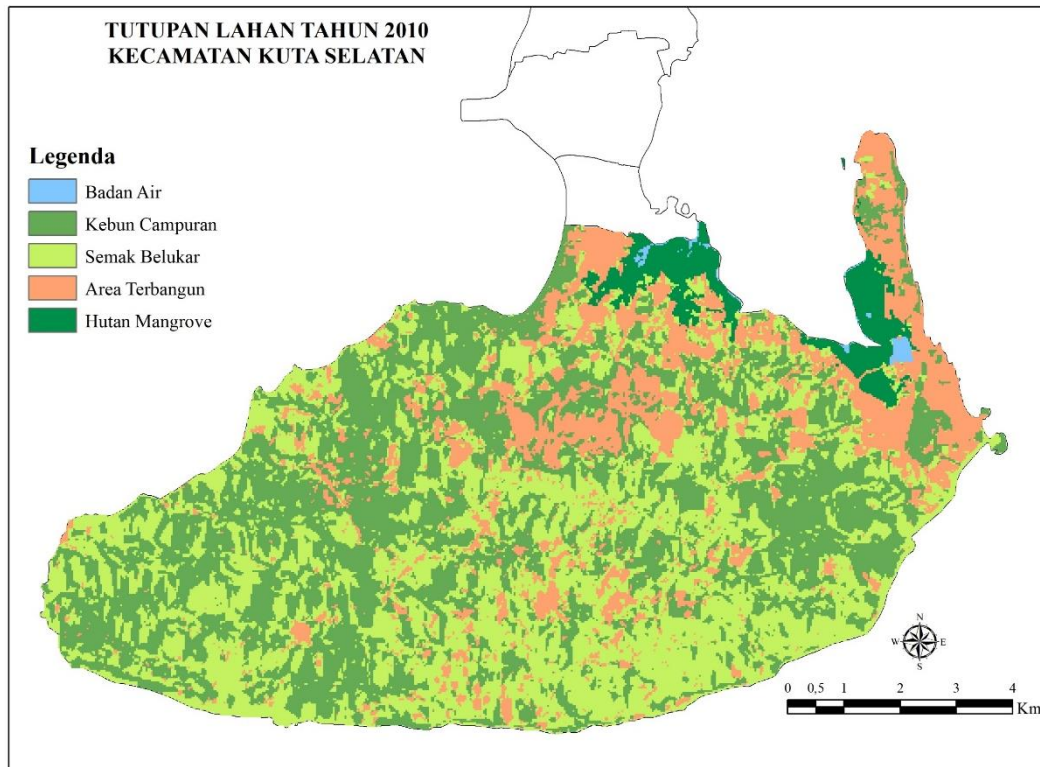 TUTUPAN LAHAN TAHUN 2010
KECAMATAN KUTA SELATAN
Legenda
Badan Air
Kebun Campuran
Semak Belukar
Area Terbangun
Hutan Mangrove
N
W E
S
0 0,5 1 2 3 4
Km